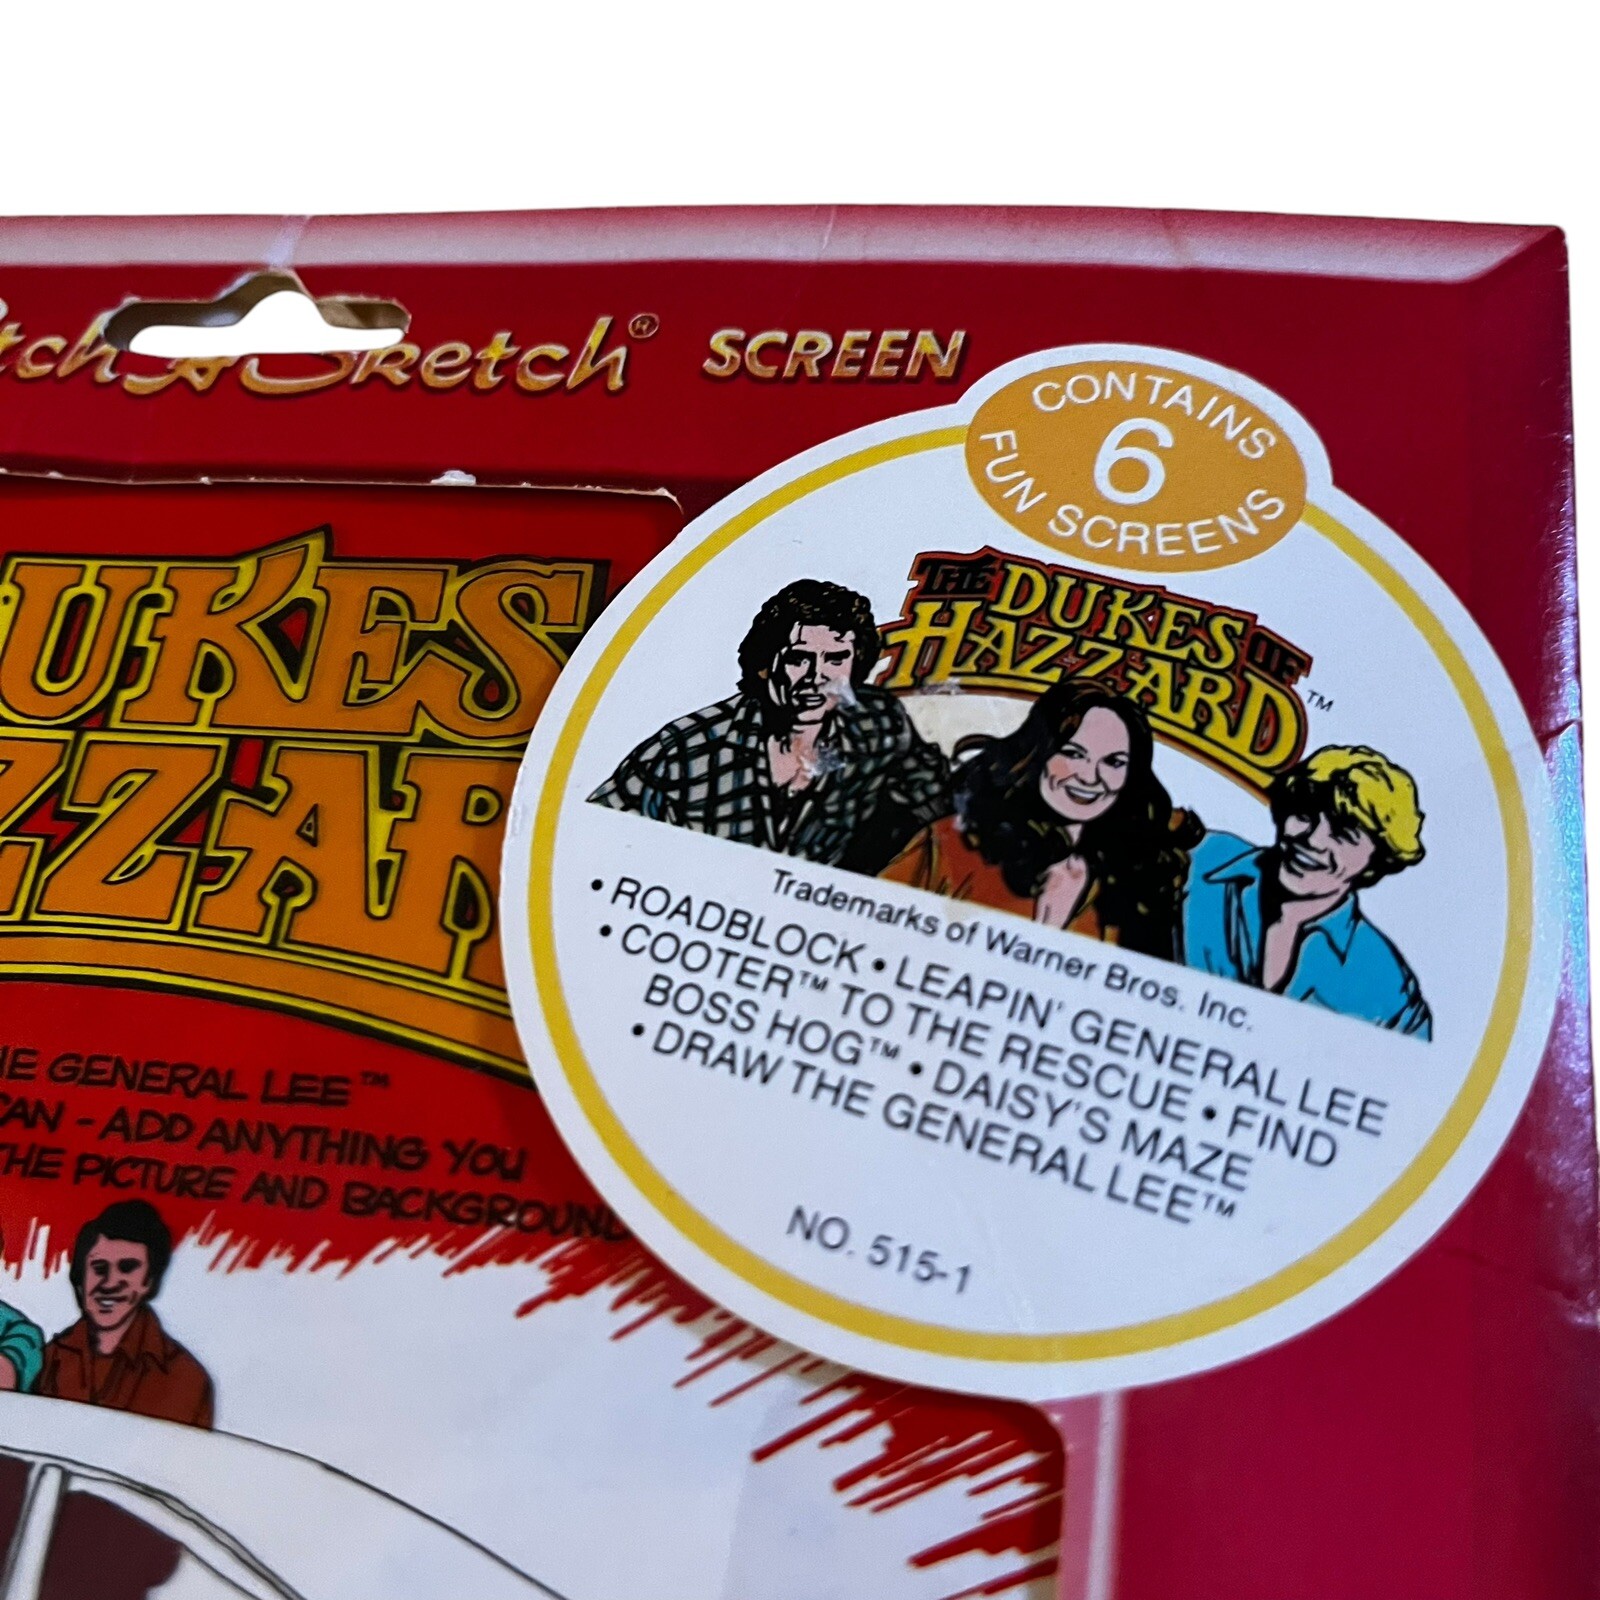 tch A Sketch® SCREEN
CONTAINS
6
FUN SCREENS
THE DUKES OF
HAZZARD™
Trademarks of Warner Bros. Inc.
• ROADBLOCK • LEAPIN' GENERAL LEE
• COOTER™ TO THE RESCUE • FIND
BOSS HOG™ • DAISY'S MAZE
• DRAW THE GENERAL LEE™
NO. 515-1
UKES
ZZAR
HE GENERAL LEE™
CAN - ADD ANYTHING YOU
THE PICTURE AND BACKGROUND